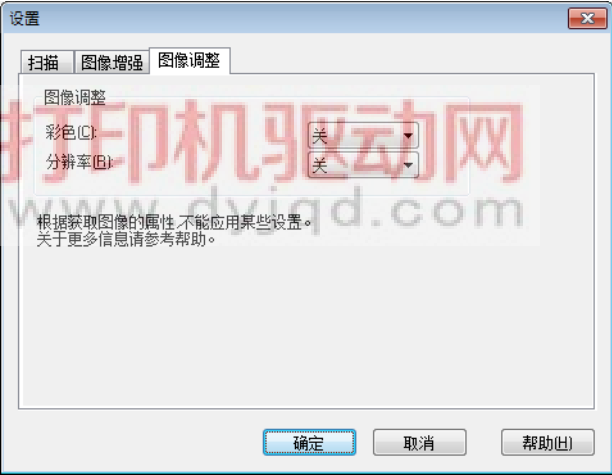 设置
扫描 图像增强 图像调整
图像调整
彩色(C): 关
分辨率(R): 关
打印机驱动网
www.dyjqd.com
根据获取图像的属性,不能应用某些设置。
关于更多信息请参考帮助。
确定 取消 帮助(H)